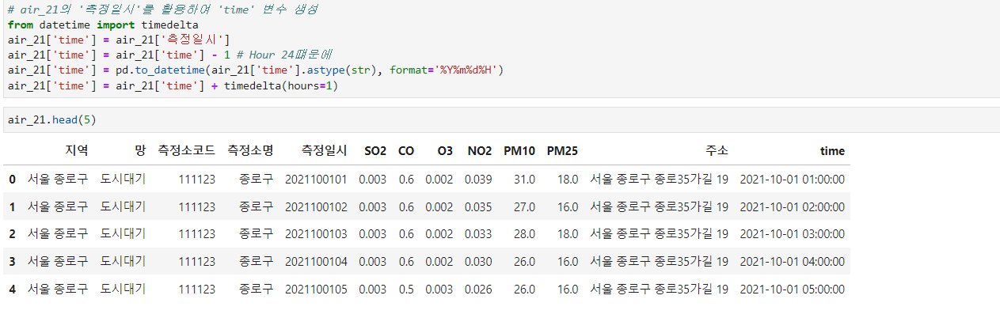 # air_21의 '측정일시'를 활용하여 'time' 변수 생성
from datetime import timedelta
air_21['time'] = air_21['측정일시']
air_21['time'] = air_21['time'] - 1 # Hour 24때문에
air_21['time'] = pd.to_datetime(air_21['time'].astype(str), format='%Y%m%d%H')
air_21['time'] = air_21['time'] + timedelta(hours=1)
air_21.head(5)
지역 망 측정소코드 측정소명 측정일시 SO2 CO O3 NO2 PM10 PM25 주소 time
0 서울 종로구 도시대기 111123 종로구 2021100101 0.003 0.6 0.002 0.039 31.0 18.0 서울 종로구 종로35가길 19 2021-10-01 01:00:00
1 서울 종로구 도시대기 111123 종로구 2021100102 0.003 0.6 0.002 0.035 27.0 16.0 서울 종로구 종로35가길 19 2021-10-01 02:00:00
2 서울 종로구 도시대기 111123 종로구 2021100103 0.003 0.6 0.002 0.033 28.0 18.0 서울 종로구 종로35가길 19 2021-10-01 03:00:00
3 서울 종로구 도시대기 111123 종로구 2021100104 0.003 0.6 0.002 0.030 26.0 16.0 서울 종로구 종로35가길 19 2021-10-01 04:00:00
4 서울 종로구 도시대기 111123 종로구 2021100105 0.003 0.5 0.003 0.026 26.0 16.0 서울 종로구 종로35가길 19 2021-10-01 05:00:00